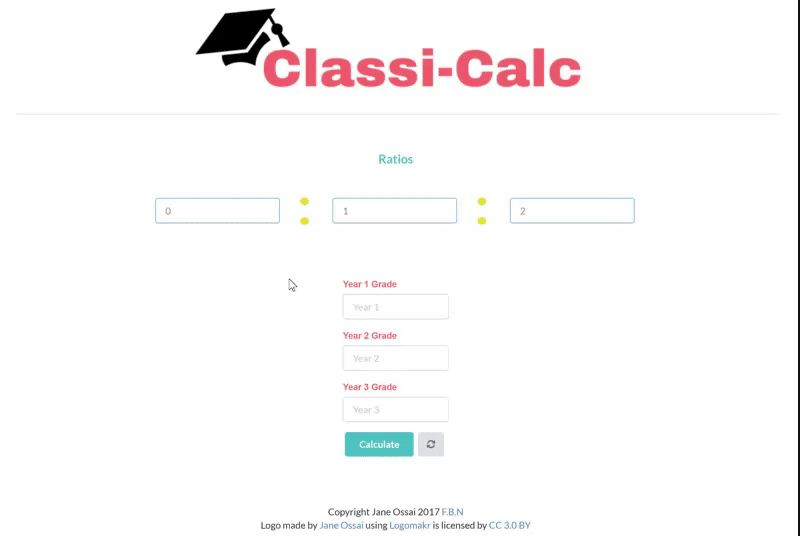 Classi-Calc
Ratios
0 1 2
Year 1 Grade
Year 1
Year 2 Grade
Year 2
Year 3 Grade
Year 3
Calculate
Copyright Jane Ossai 2017 F.B.N
Logo made by Jane Ossai using Logomakr is licensed by CC 3.0 BY